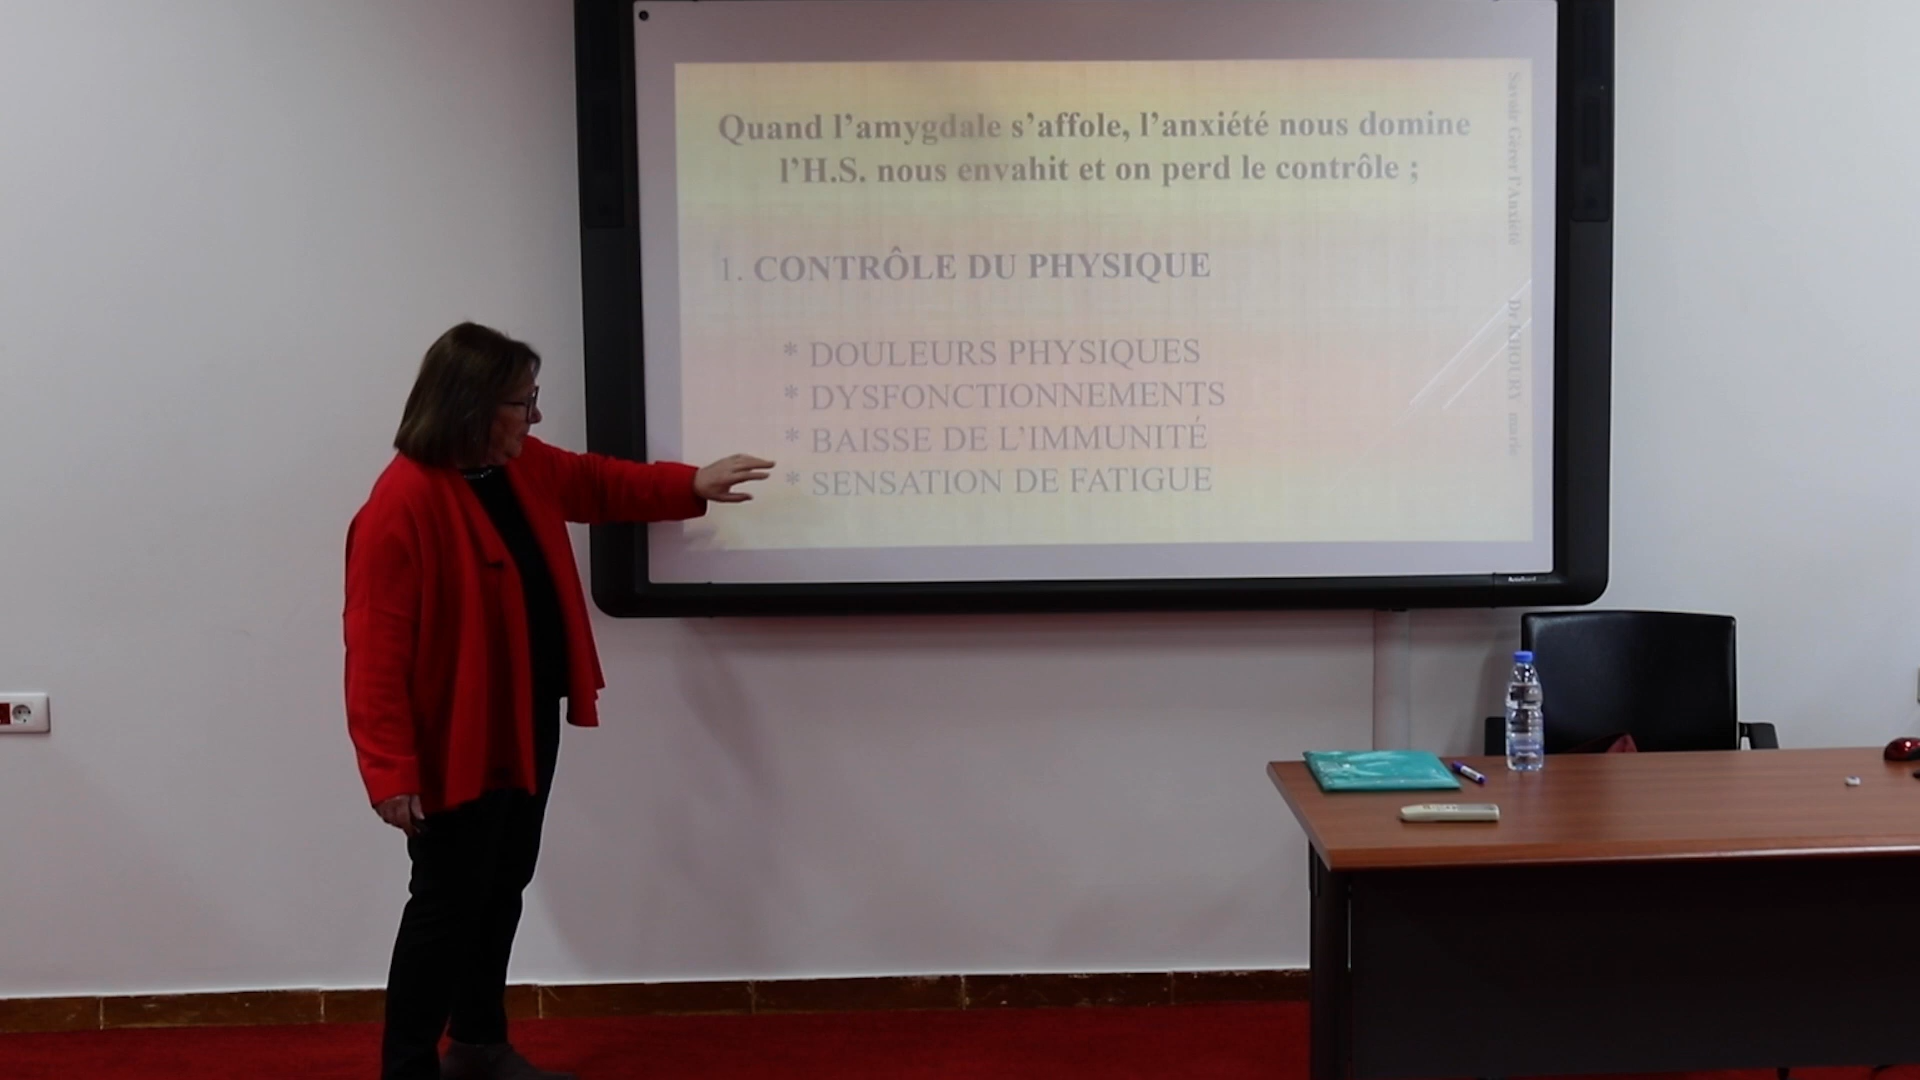 Quand l'amygdale s'affole, l'anxiété nous domine
l'H.S. nous envahit et on perd le contrôle ;
1. CONTRÔLE DU PHYSIQUE
* DOULEURS PHYSIQUES
* DYSFONCTIONNEMENTS
* BAISSE DE L'IMMUNITÉ
* SENSATION DE FATIGUE
Savoir Gérer l'Anxiété Dr KHOURY marie